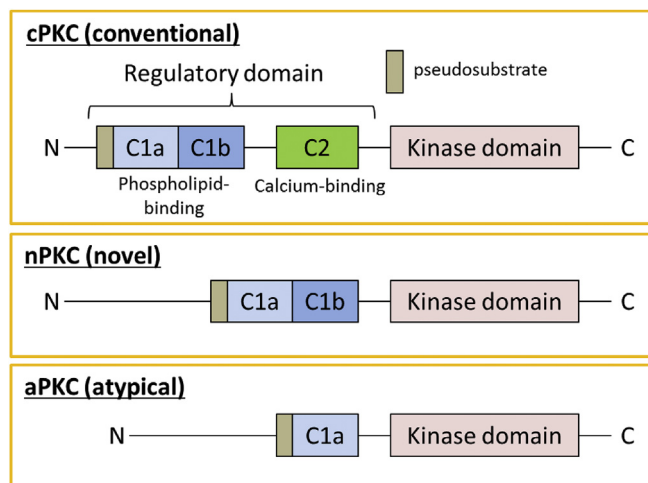 cPKC (conventional)
Regulatory domain
pseudosubstrate
N C1a C1b C2 Kinase domain C
Phospholipid-
binding
Calcium-binding
nPKC (novel)
N C1a C1b Kinase domain C
aPKC (atypical)
N C1a Kinase domain C